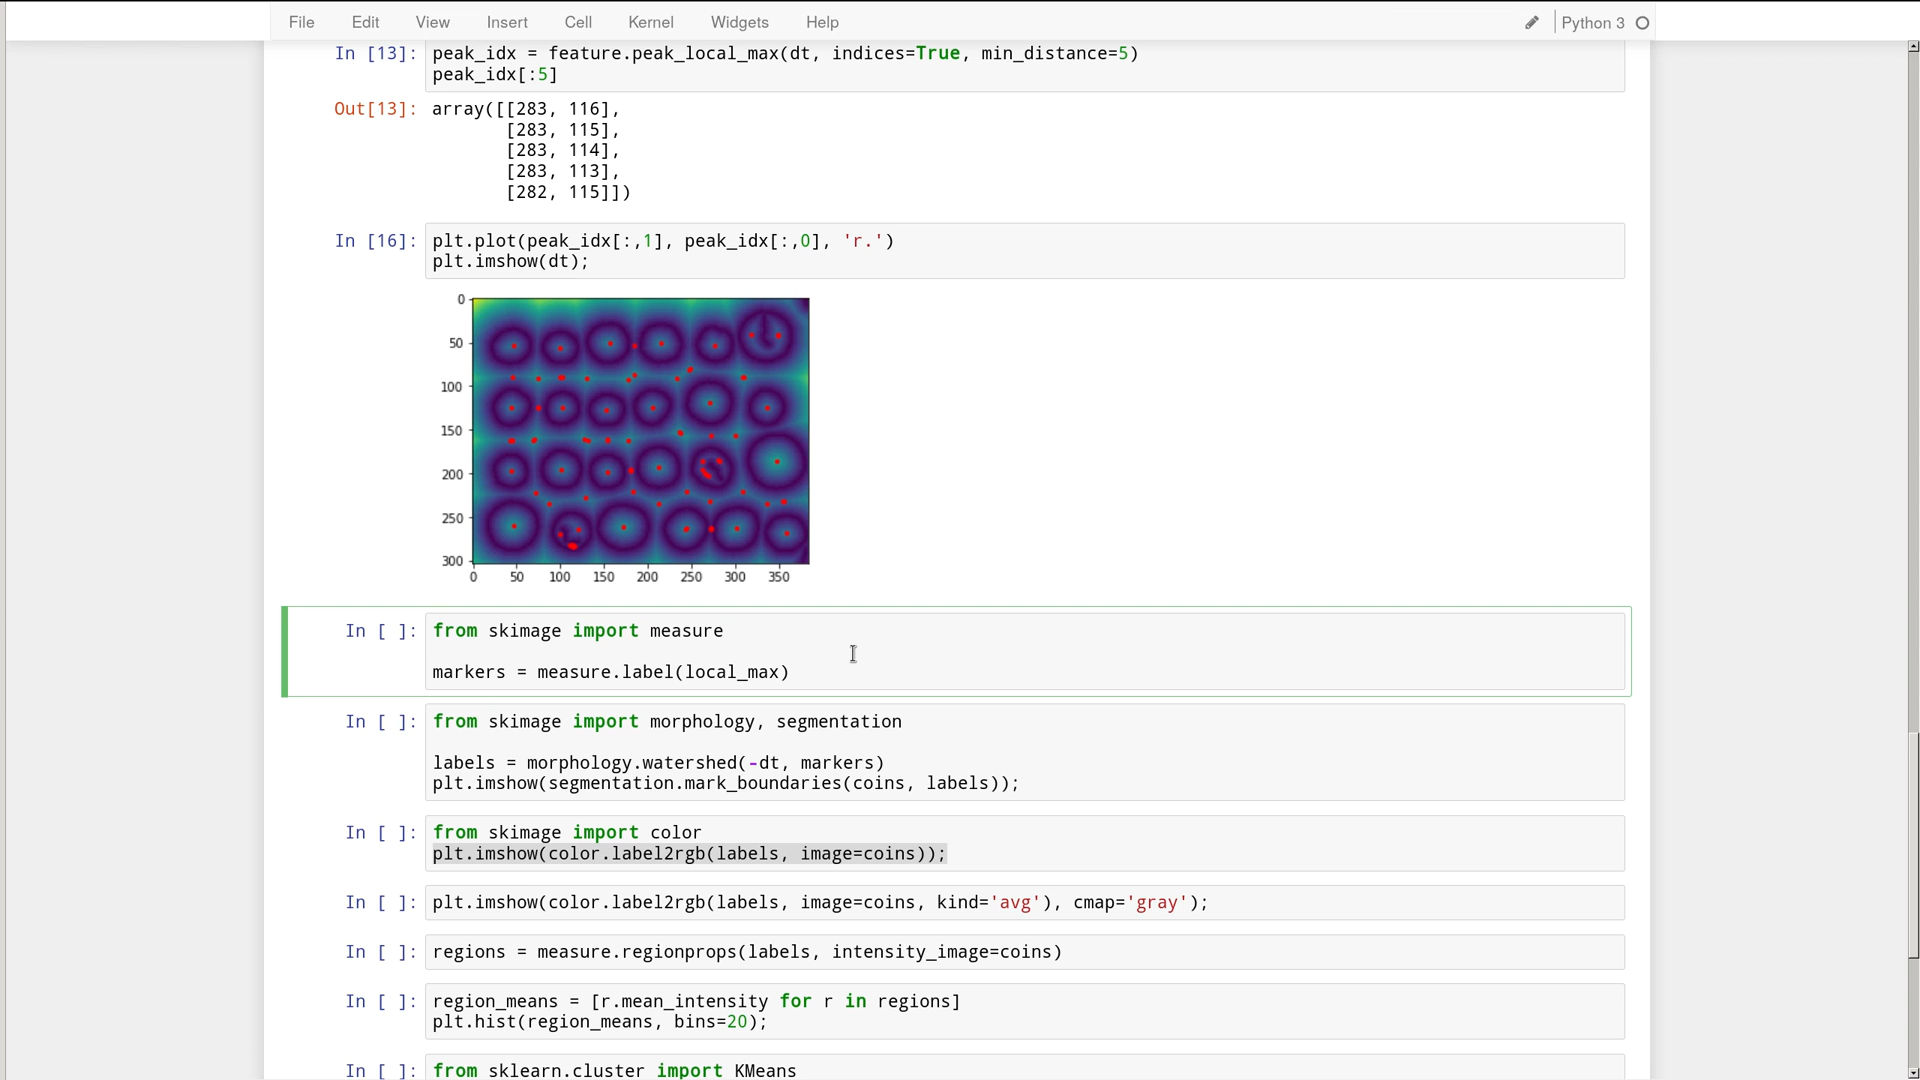 File Edit View Insert Cell Kernel Widgets Help Python 3
In [13]: peak_idx = feature.peak_local_max(dt, indices=True, min_distance=5)
peak_idx[:5]
Out[13]: array([[283, 116],
[283, 115],
[283, 114],
[283, 113],
[282, 115]])
In [16]: plt.plot(peak_idx[:,1], peak_idx[:,0], 'r.')
plt.imshow(dt);
0
50
100
150
200
250
300
0 50 100 150 200 250 300 350
In [ ]: from skimage import measure
markers = measure.label(local_max)
In [ ]: from skimage import morphology, segmentation
labels = morphology.watershed(-dt, markers)
plt.imshow(segmentation.mark_boundaries(coins, labels));
In [ ]: from skimage import color
plt.imshow(color.label2rgb(labels, image=coins));
In [ ]: plt.imshow(color.label2rgb(labels, image=coins, kind='avg'), cmap='gray');
In [ ]: regions = measure.regionprops(labels, intensity_image=coins)
In [ ]: region_means = [r.mean_intensity for r in regions]
plt.hist(region_means, bins=20);
In [ ]: from sklearn.cluster import KMeans